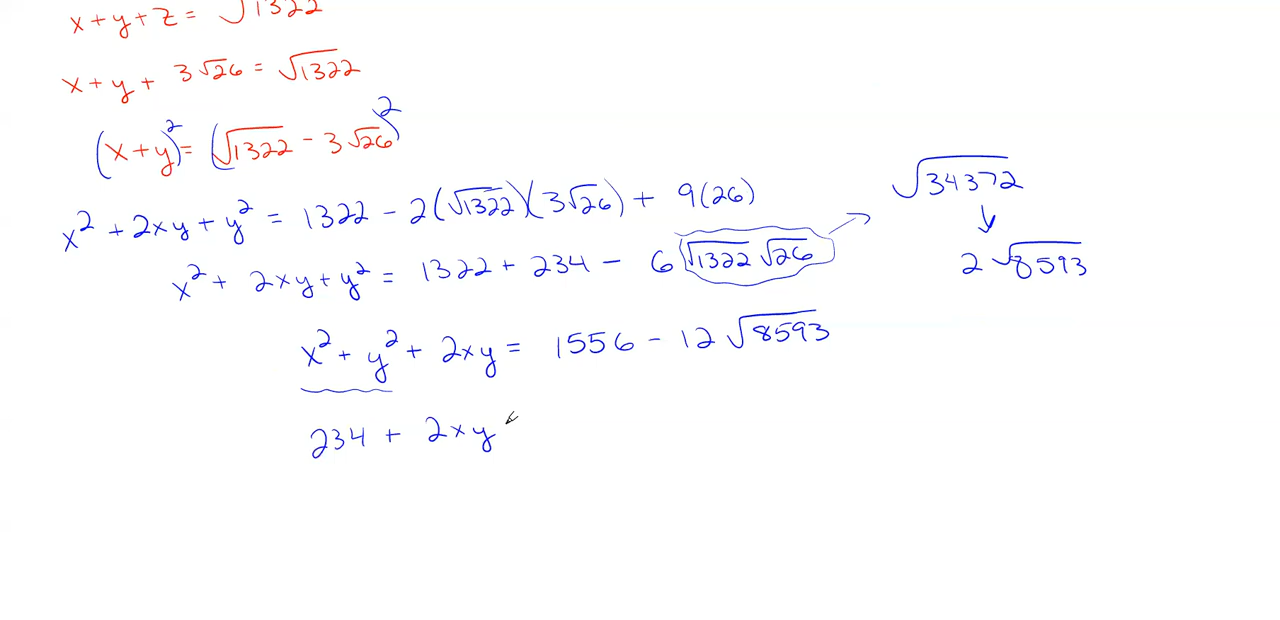 x + y + z = √1322
x + y + 3√26 = √1322
(x + y)² = (√1322 - 3√26)²
x² + 2xy + y² = 1322 - 2(√1322)(3√26) + 9(26)
√34372
x² + 2xy + y² = 1322 + 234 - 6√1322 √26
2√8593
x² + y² + 2xy = 1556 - 12√8593
234 + 2xy